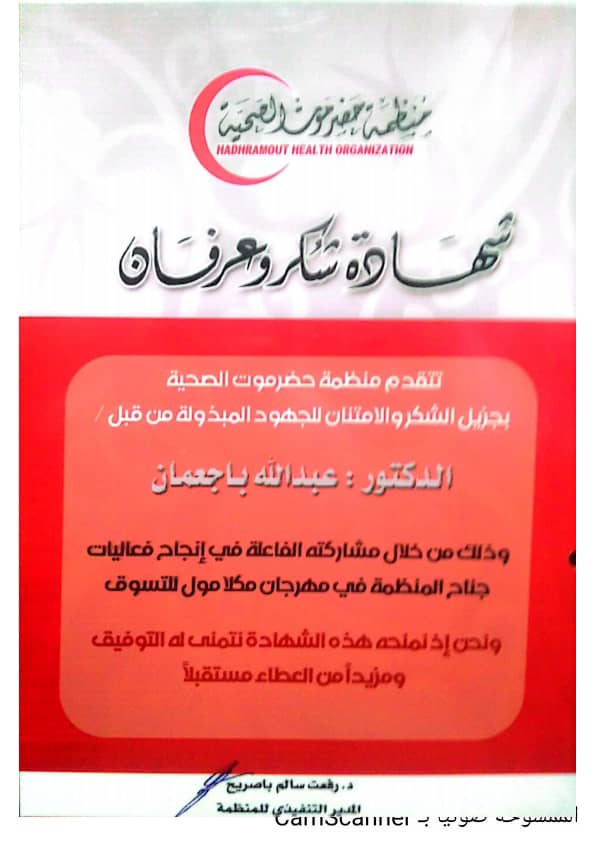 منظمة حضرموت الصحية
HADHRAMOUT HEALTH ORGANIZATION
شهادة شكر وعرفان
تتقدم منظمة حضرموت الصحية
بجزيل الشكر والامتنان للجهود المبذولة من قبل /
الدكتور : عبدالله باجعمان
وذلك من خلال مشاركته الفاعلة في إنجاح فعاليات
جناح المنظمة في مهرجان مكلا مول للتسوق
ونحن إذ نمنحه هذه الشهادة نتمنى له التوفيق
ومزيداً من العطاء مستقبلاً
د. رفعت سالم باصريح
المدير التنفيذي للمنظمة
الممسوحة ضوئيا بـ CamScanner